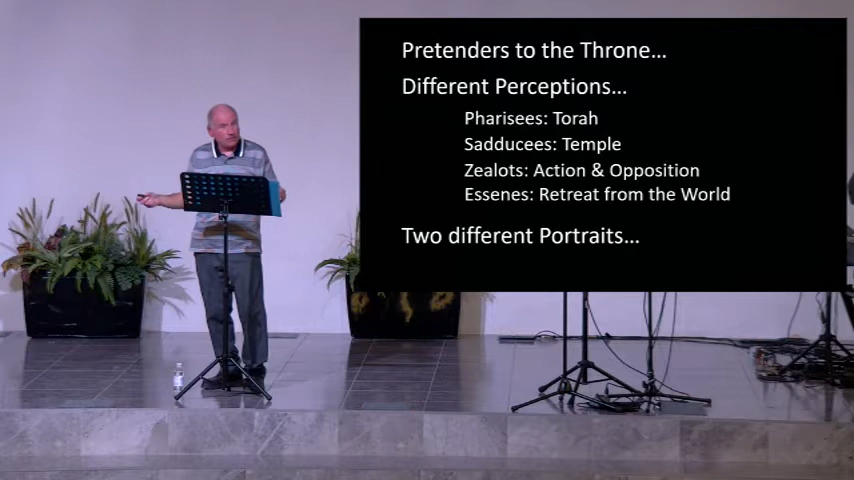 Pretenders to the Throne...
Different Perceptions...
Pharisees: Torah
Sadducees: Temple
Zealots: Action & Opposition
Essenes: Retreat from the World
Two different Portraits...